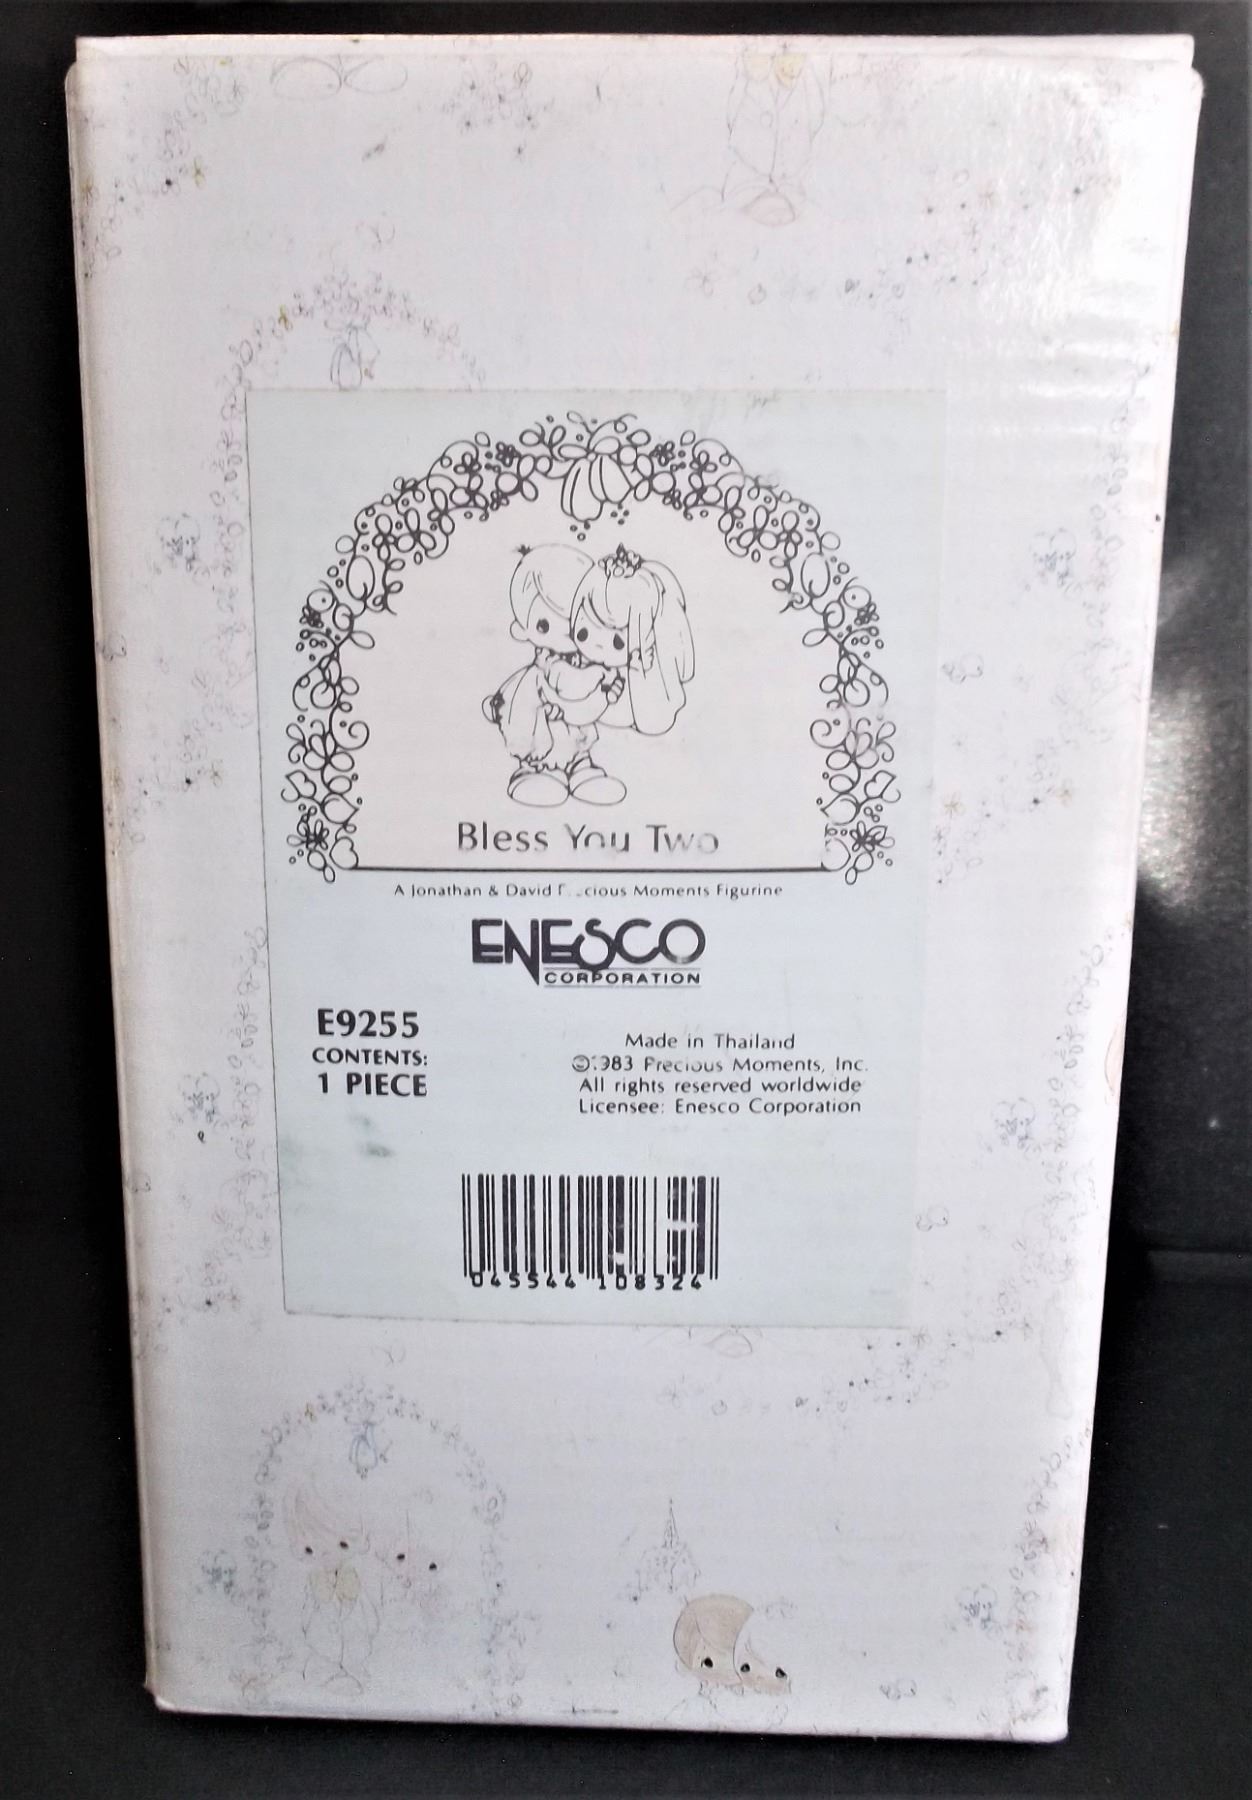 Bless You Two
A Jonathan & David Precious Moments Figurine
ENESCO
CORPORATION
E9255
CONTENTS:
1 PIECE
Made in Thailand
©1983 Precious Moments, Inc.
All rights reserved worldwide
Licensee: Enesco Corporation
045544 108324